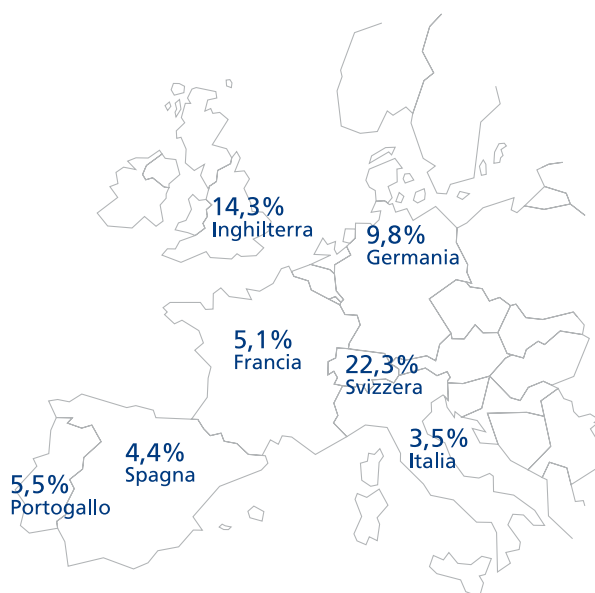 14,3%
Inghilterra
9,8%
Germania
5,1%
Francia
22,3%
Svizzera
3,5%
Italia
4,4%
Spagna
5,5%
Portogallo